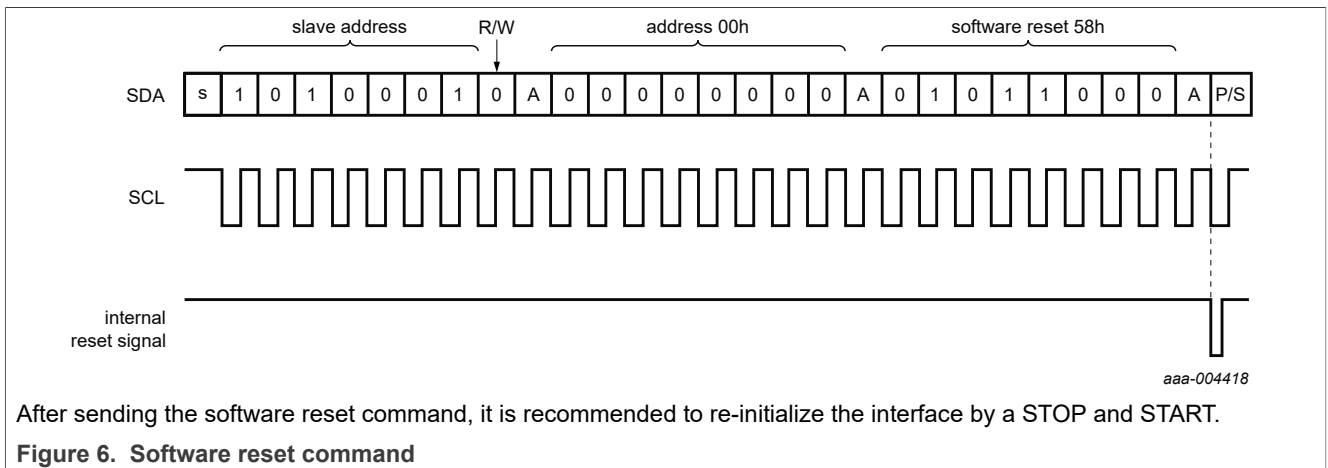 slave address R/W address 00h software reset 58h
SDA s 1 0 1 0 0 0 1 0 A 0 0 0 0 0 0 0 0 A 0 1 0 1 1 0 0 0 A P/S
SCL
internal
reset signal
aaa-004418
After sending the software reset command, it is recommended to re-initialize the interface by a STOP and START.
Figure 6. Software reset command